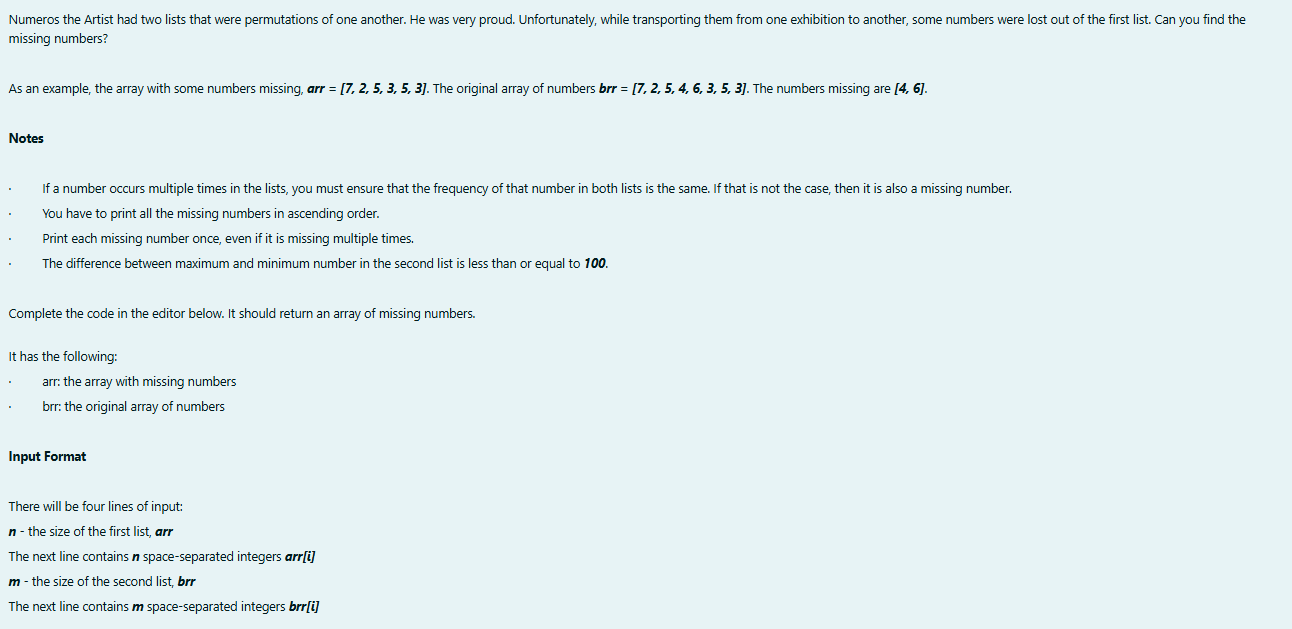 Numeros the Artist had two lists that were permutations of one another. He was very proud. Unfortunately, while transporting them from one exhibition to another, some numbers were lost out of the first list. Can you find the
missing numbers?
As an example, the array with some numbers missing, arr = [7, 2, 5, 3, 5, 3]. The original array of numbers brr = [7, 2, 5, 4, 6, 3, 5, 3]. The numbers missing are [4, 6].
Notes
· If a number occurs multiple times in the lists, you must ensure that the frequency of that number in both lists is the same. If that is not the case, then it is also a missing number.
· You have to print all the missing numbers in ascending order.
· Print each missing number once, even if it is missing multiple times.
· The difference between maximum and minimum number in the second list is less than or equal to 100.
Complete the code in the editor below. It should return an array of missing numbers.
It has the following:
· arr: the array with missing numbers
· brr: the original array of numbers
Input Format
There will be four lines of input:
n - the size of the first list, arr
The next line contains n space-separated integers arr[i]
m - the size of the second list, brr
The next line contains m space-separated integers brr[i]